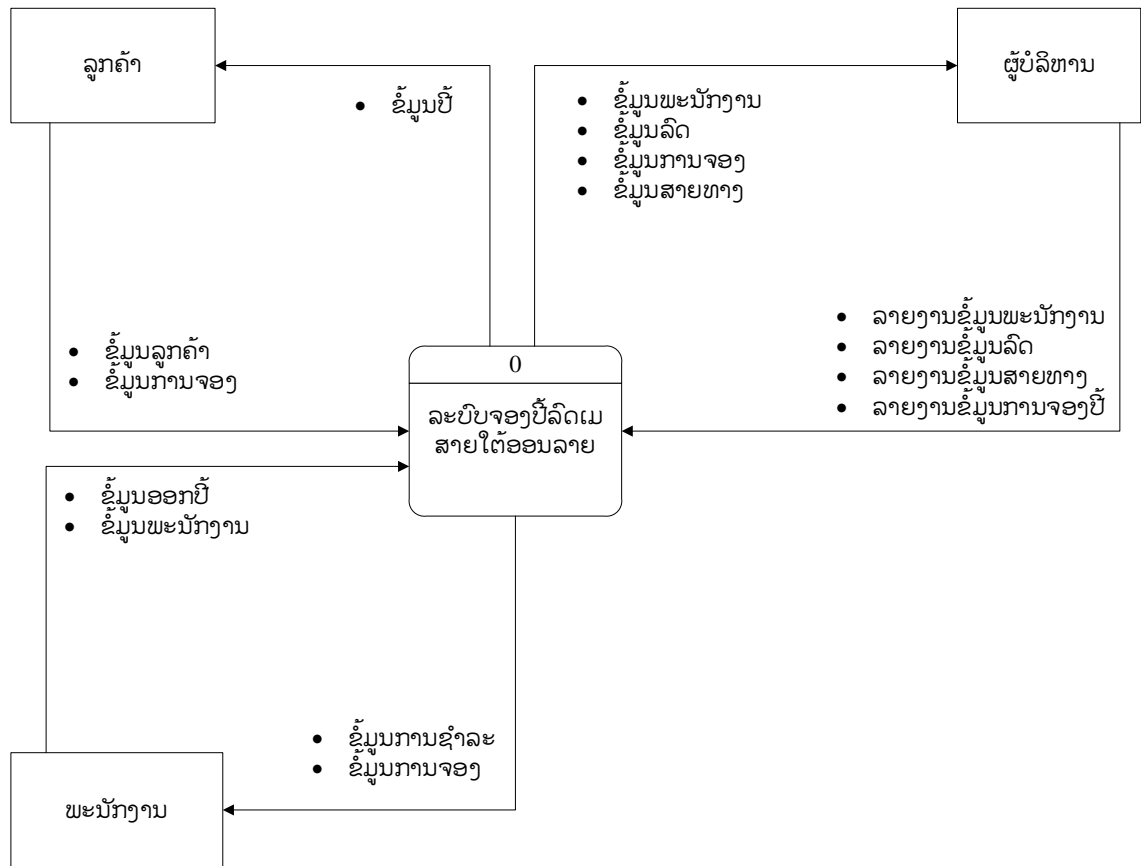 ລູກຄ້າ
ຜູ້ບໍລິຫານ
• ຂໍ້ມູນປີ້
• ຂໍ້ມູນພະນັກງານ
• ຂໍ້ມູນລົດ
• ຂໍ້ມູນການຈອງ
• ຂໍ້ມູນສາຍທາງ
• ຂໍ້ມູນລູກຄ້າ
• ຂໍ້ມູນການຈອງ
• ລາຍງານຂໍ້ມູນພະນັກງານ
• ລາຍງານຂໍ້ມູນລົດ
• ລາຍງານຂໍ້ມູນສາຍທາງ
• ລາຍງານຂໍ້ມູນການຈອງປີ້
0
ລະບົບຈອງປີ້ລົດເມ
ສາຍໃຕ້ອອນລາຍ
• ຂໍ້ມູນອອກປີ້
• ຂໍ້ມູນພະນັກງານ
• ຂໍ້ມູນການຊຳລະ
• ຂໍ້ມູນການຈອງ
ພະນັກງານ